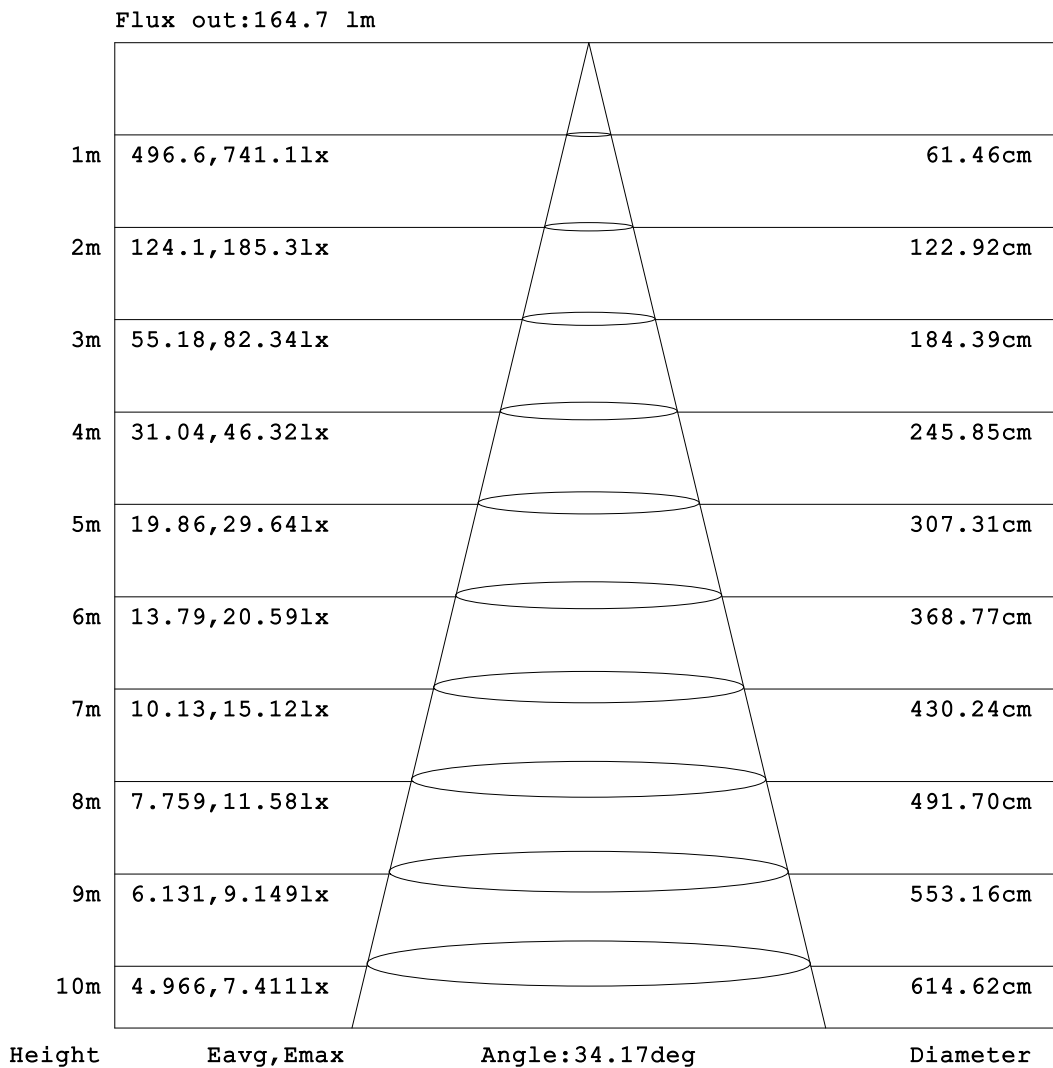 Flux out:164.7 lm
1m 496.6,741.1lx 61.46cm
2m 124.1,185.3lx 122.92cm
3m 55.18,82.34lx 184.39cm
4m 31.04,46.32lx 245.85cm
5m 19.86,29.64lx 307.31cm
6m 13.79,20.59lx 368.77cm
7m 10.13,15.12lx 430.24cm
8m 7.759,11.58lx 491.70cm
9m 6.131,9.149lx 553.16cm
10m 4.966,7.411lx 614.62cm
Height Eavg,Emax Angle:34.17deg Diameter